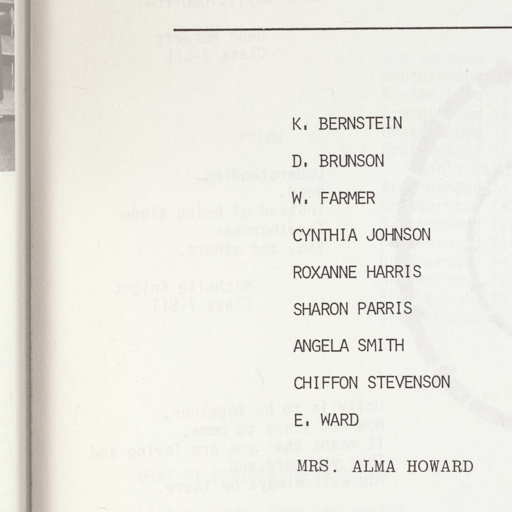 K. BERNSTEIN
D. BRUNSON
W. FARMER
CYNTHIA JOHNSON
ROXANNE HARRIS
SHARON PARRIS
ANGELA SMITH
CHIFFON STEVENSON
E. WARD
MRS. ALMA HOWARD